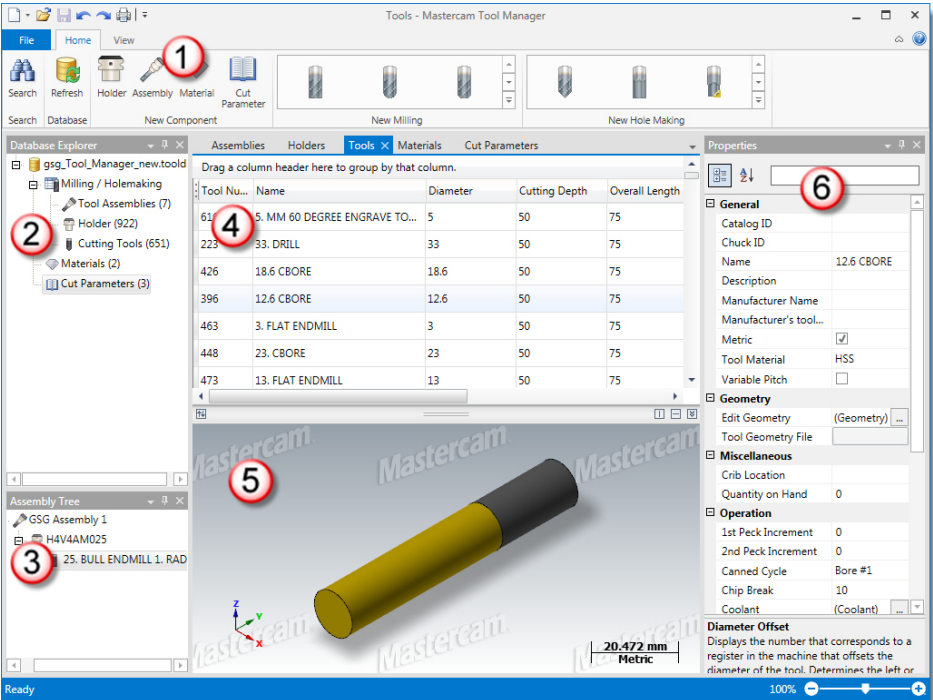 Tools - Mastercam Tool Manager
File Home View
1
Search Refresh Holder Assembly Material Cut
Parameter
Search Database New Component New Milling New Hole Making
Database Explorer
gsg_Tool_Manager_new.toold
Milling / Holemaking
Tool Assemblies (7)
Holder (922)
2
Cutting Tools (651)
Materials (2)
Cut Parameters (3)
Assembly Tree
GSG Assembly 1
H4V4AM025
3
25. BULL ENDMILL 1. RAD
Assemblies Holders Tools Materials Cut Parameters
Drag a column header here to group by that column.
Tool Nu... Name Diameter Cutting Depth Overall Length
5. MM 60 DEGREE ENGRAVE TO... 5 50 75
4
223 33. DRILL 33 50 75
426 18.6 CBORE 18.6 50 75
396 12.6 CBORE 12.6 50 75
463 3. FLAT ENDMILL 3 50 75
448 23. CBORE 23 50 75
473 13. FLAT ENDMILL 13 50 75
Mastercam
5
Z
Y
X
20.472 mm
Metric
Properties
6
General
Catalog ID
Chuck ID
Name 12.6 CBORE
Description
Manufacturer Name
Manufacturer's tool...
Metric
Tool Material HSS
Variable Pitch
Geometry
Edit Geometry (Geometry) ...
Tool Geometry File
Miscellaneous
Crib Location
Quantity on Hand 0
Operation
1st Peck Increment 0
2nd Peck Increment 0
Canned Cycle Bore #1
Chip Break 10
Coolant (Coolant) ...
Diameter Offset
Displays the number that corresponds to a
register in the machine that offsets the
diameter of the tool. Determines the left or
Ready 100%